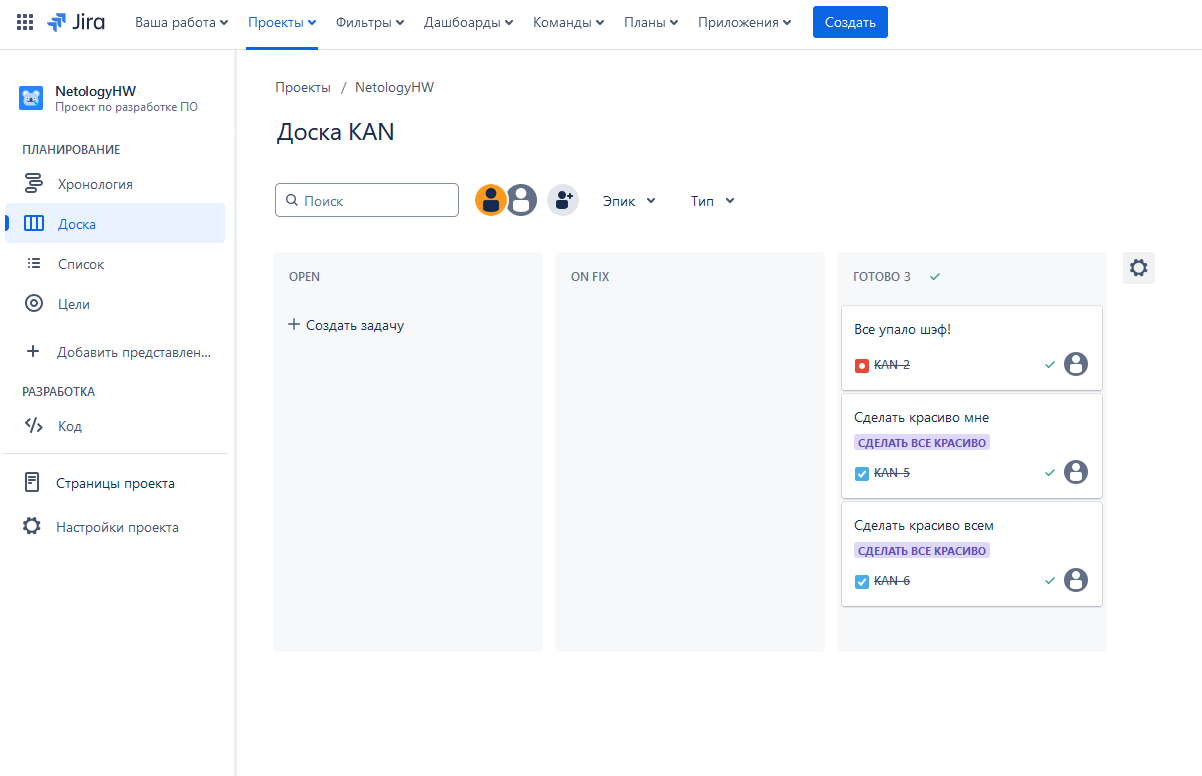 Jira
Ваша работа
Проекты
Фильтры
Дашбоарды
Команды
Планы
Приложения
Создать
NetologyHW
Проект по разработке ПО
ПЛАНИРОВАНИЕ
Хронология
Доска
Список
Цели
Добавить представлен...
РАЗРАБОТКА
Код
Страницы проекта
Настройки проекта
Проекты / NetologyHW
Доска KAN
Поиск
Эпик
Тип
OPEN
Создать задачу
ON FIX
ГОТОВО 3
Все упало шэф!
KAN-2
Сделать красиво мне
СДЕЛАТЬ ВСЕ КРАСИВО
KAN-5
Сделать красиво всем
СДЕЛАТЬ ВСЕ КРАСИВО
KAN-6